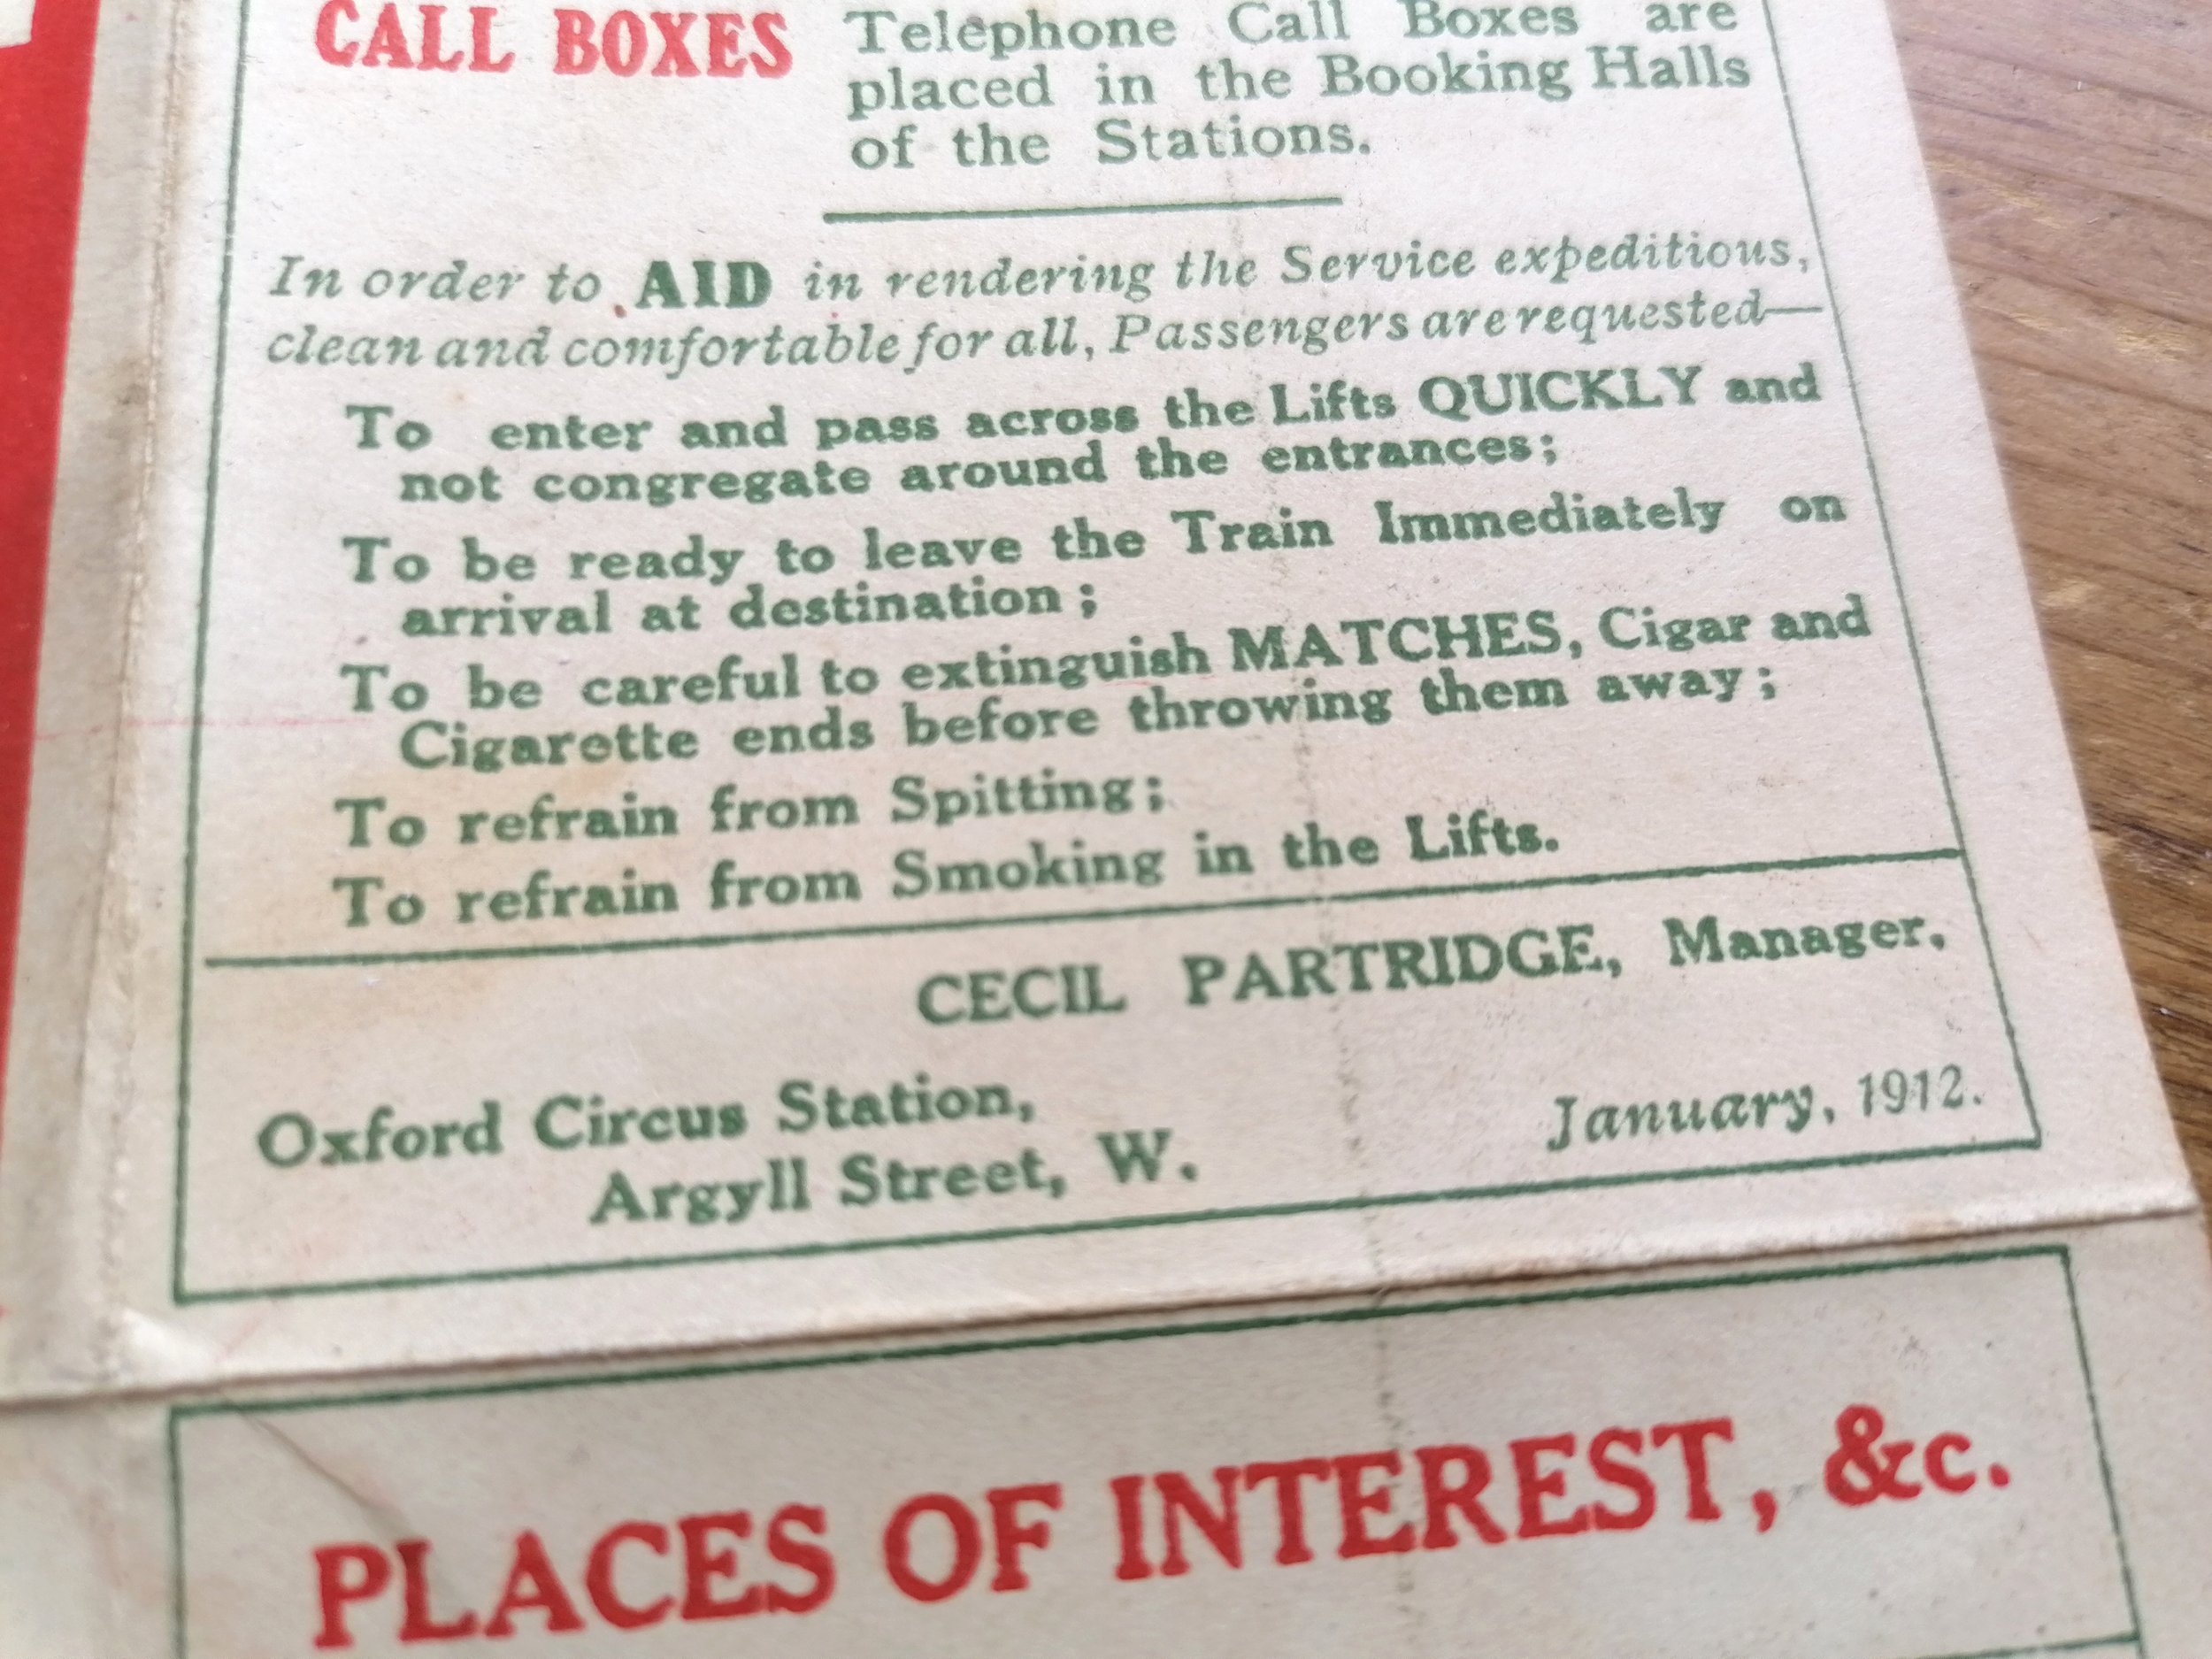 CALL BOXES
Telephone Call Boxes are
placed in the Booking Halls
of the Stations.
In order to AID in rendering the Service expeditious,
clean and comfortable for all, Passengers are requested—
To enter and pass across the Lifts QUICKLY and
not congregate around the entrances;
To be ready to leave the Train Immediately on
arrival at destination;
To be careful to extinguish MATCHES, Cigar and
Cigarette ends before throwing them away;
To refrain from Spitting;
To refrain from Smoking in the Lifts.
CECIL PARTRIDGE, Manager.
Oxford Circus Station,
Argyll Street, W.
January, 1912.
PLACES OF INTEREST, &c.